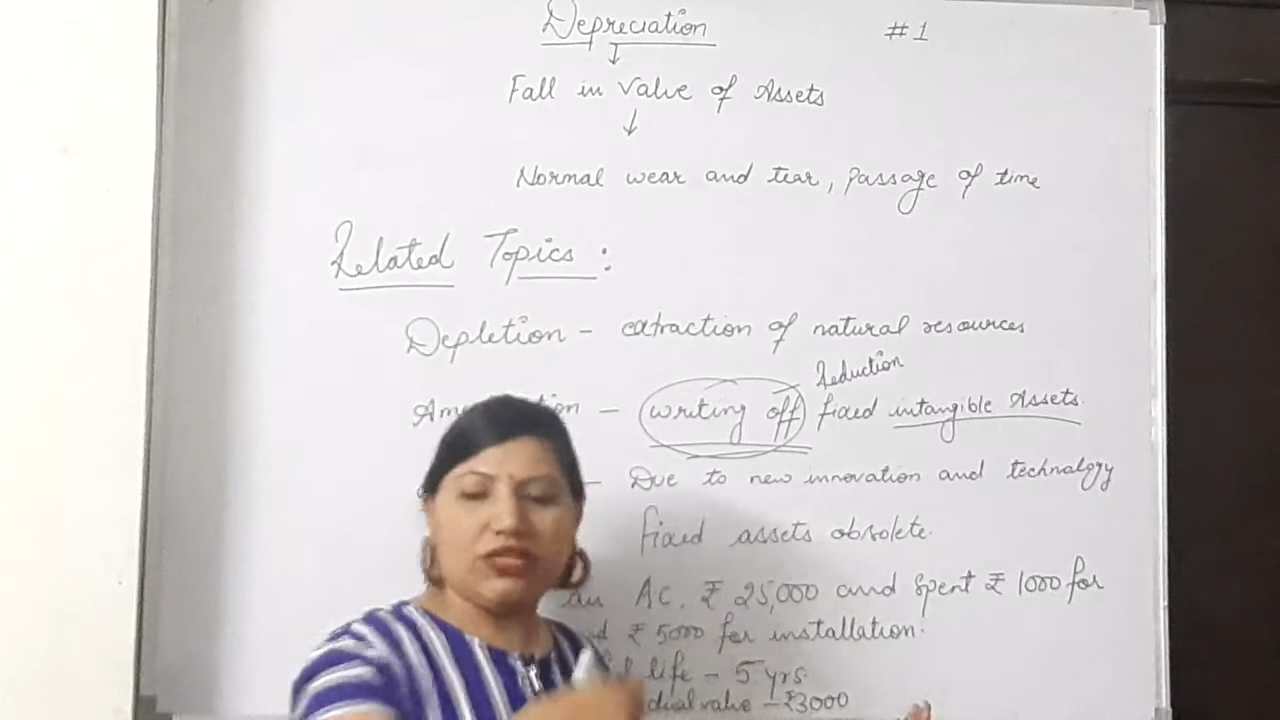 Depreciation #1
↓
Fall in Value of Assets
↓
Normal wear and tear, passage of time
Related Topics :
Depletion - extraction of natural resources
Reduction
- writing off fixed intangible Assets.
- Due to new innovation and technology
fixed assets obsolete.
AC. ₹ 25,000 and spent ₹ 1000 for
₹ 5000 for installation.
life - 5 yrs.
value - ₹3000